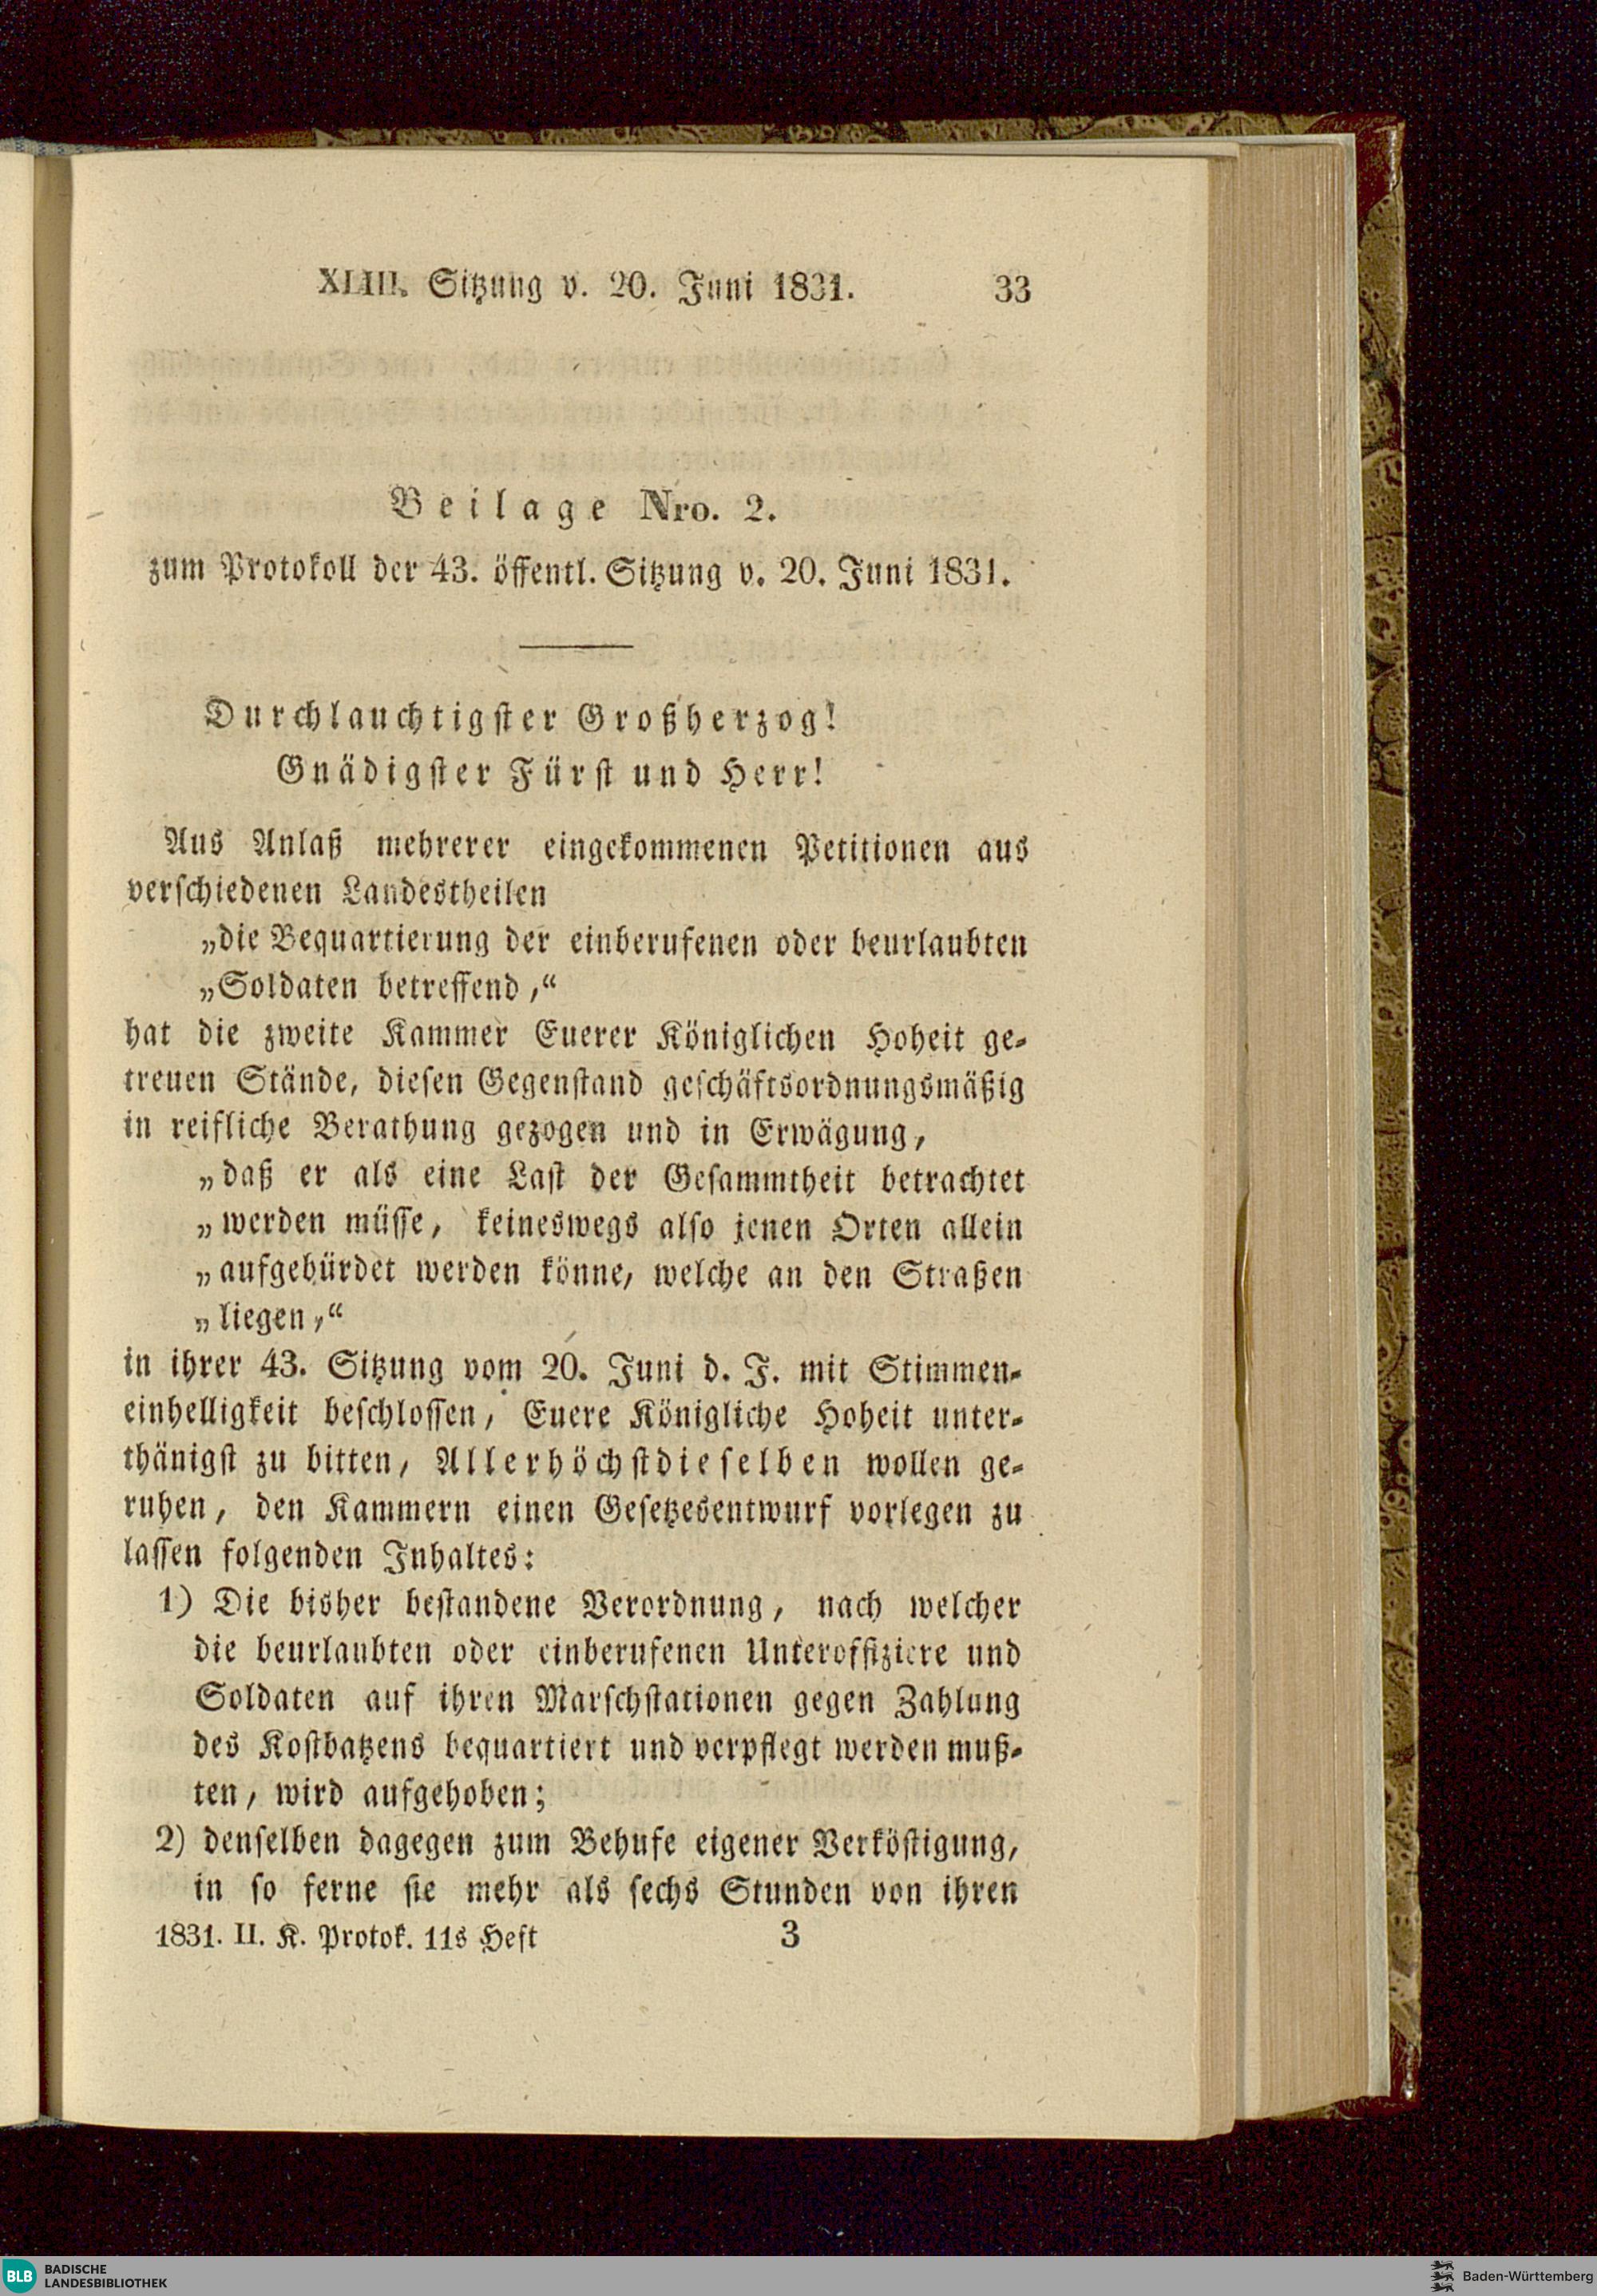 XLIII. Sitzung v. 20. Juni 1831. 33
Beilage Nro. 2.
zum Protokoll der 43. öffentl. Sitzung v. 20. Juni 1831.
Durchlauchtigster Großherzog!
Gnädigster Fürst und Herr!
Aus Anlaß mehrerer eingekommenen Petitionen aus
verschiedenen Landestheilen
„die Bequartierung der einberufenen oder beurlaubten
„Soldaten betreffend,“
hat die zweite Kammer Euerer Königlichen Hoheit ge-
treuen Stände, diesen Gegenstand geschäftsordnungsmäßig
in reifliche Berathung gezogen und in Erwägung,
„daß er als eine Last der Gesammtheit betrachtet
„werden müsse, keineswegs also jenen Orten allein
„aufgebürdet werden könne, welche an den Straßen
„liegen,“
in ihrer 43. Sitzung vom 20. Juni d. J. mit Stimmen-
einhelligkeit beschlossen, Euere Königliche Hoheit unter-
thänigst zu bitten, Allerhöchstdieselben wollen ge-
ruhen, den Kammern einen Gesetzesentwurf vorlegen zu
lassen folgenden Inhaltes:
1) Die bisher bestandene Verordnung, nach welcher
die beurlaubten oder einberufenen Unteroffiziere und
Soldaten auf ihren Marschstationen gegen Zahlung
des Kostbatzens bequartiert und verpflegt werden muß-
ten, wird aufgehoben;
2) denselben dagegen zum Behufe eigener Verköstigung,
in so ferne sie mehr als sechs Stunden von ihren
1831. II. K. Protok. 11s Heft 3
BLB BADISCHE
LANDESBIBLIOTHEK
Baden-Württemberg